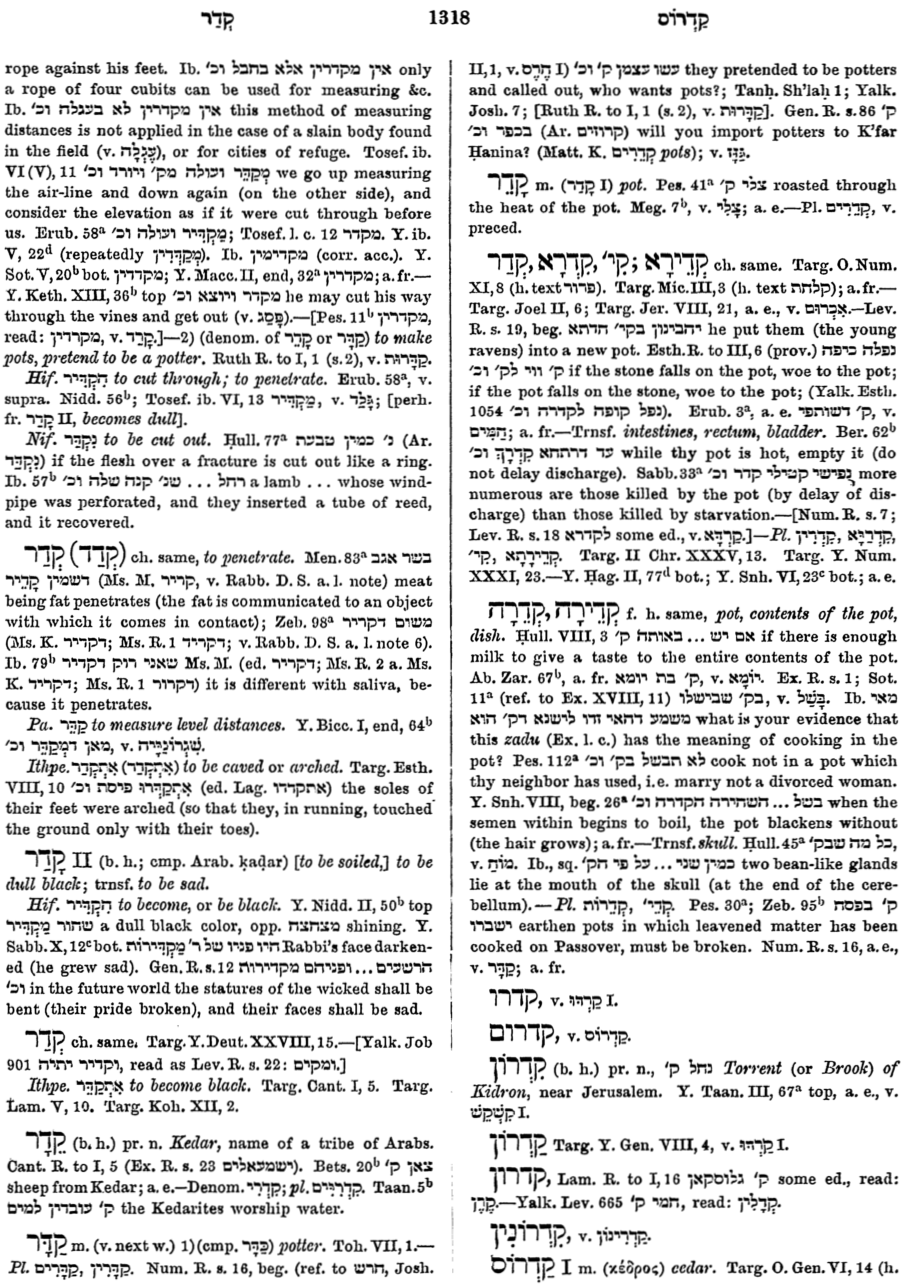 קְדַר
1318
קַדְרוֹס
rope against his feet. Ib. אין מקדרין אלא בחבל וכ׳ only
a rope of four cubits can be used for measuring &c.
Ib. אין מקדרין לא בעגלה וכ׳ this method of measuring
distances is not applied in the case of a slain body found
in the field (v. עֶגְלָה), or for cities of refuge. Tosef. ib.
VI (V), 11 מְקַדֵּר ועולה מק׳ ויורד וכ׳ we go up measuring
the air-line and down again (on the other side), and
consider the elevation as if it were cut through before
us. Erub. 58ᵃ מַקְדִּיר ועולה וכ׳; Tosef. l. c. 12 מקדר. Y. ib.
V, 22ᵈ (repeatedly מְקַדְּרִין). Ib. מקדימין (corr. acc.). Y.
Sot. V, 20ᵇ bot. מקדדין; Y. Macc. II, end, 32ᵃ מקדרין; a. fr.—
Y. Keth. XIII, 36ᵇ top מקדר ויוצא וכ׳ he may cut his way
through the vines and get out (v. פָּסַג).—[Pes. 11ᵇ מקדרין,
read: מקרדין, v. קָרַד.]—2) (denom. of קָדָר or קַדָּר) to make
pots, pretend to be a potter. Ruth R. to I, 1 (s. 2), v. קַדָּרוּת.
Hif. הִקְדִּיר to cut through; to penetrate. Erub. 58ᵃ, v.
supra. Nidd. 56ᵇ; Tosef. ib. VI, 13 מַקְדִּיר, v. גָּלַד; [perh.
fr. קָדַר II, becomes dull].
Nif. נִקְדַּר to be cut out. Ḥull. 77ᵃ נ׳ כמין טבעת (Ar.
נִקְדַּד) if the flesh over a fracture is cut out like a ring.
Ib. 57ᵇ רחל ... שנ׳ קנה שלה וכ׳ a lamb ... whose wind-
pipe was perforated, and they inserted a tube of reed,
and it recovered.
קְדַר (קְדַד) ch. same, to penetrate. Men. 83ᵃ בשר אגב
דשמין קָדֵיר (Ms. M. קריר, v. Rabb. D. S. a. l. note) meat
being fat penetrates (the fat is communicated to an object
with which it comes in contact); Zeb. 98ᵃ משום דקריר
(Ms. K. דקדיר; Ms. R. 1 דקריד; v. Rabb. D. S. a. l. note 6).
Ib. 79ᵇ שאני רוק דקדיר Ms. M. (ed. דקריר; Ms. R. 2 a. Ms.
K. דקריד; Ms. R. 1 דקרור) it is different with saliva, be-
cause it penetrates.
Pa. קַדֵּר to measure level distances. Y. Bicc. I, end, 64ᵇ
מאן דמְקַדֵּר וכ׳, v.
Ithpe. אִתְקְדַר (אִתְקְדַד) to be caved or arched. Targ. Esth.
VIII, 10 אִתְקְדָרוּ פיסת וכ׳ (ed. Lag. אתקדדו) the soles of
their feet were arched (so that they, in running, touched
the ground only with their toes).
קָדַר II (b. h.; cmp. Arab. ḳadar) [to be soiled,] to be
dull black; trnsf. to be sad.
Hif. הִקְדִּיר to become, or be black. Y. Nidd. II, 50ᵇ top
שחור מַקְדִּיר a dull black color, opp. מצחצח shining. Y.
Sabb. X, 12ᶜ bot. היו פניו של ר׳ מַקְדִּירוֹת Rabbi's face darken-
ed (he grew sad). Gen. R. s. 12 הרשעים ... ופניהם מקדירות
וכ׳ in the future world the statures of the wicked shall be
bent (their pride broken), and their faces shall be sad.
קְדַר ch. same. Targ. Y. Deut. XXVIII, 15.—[Yalk. Job
901 וקדיר יתיה, read as Lev. R. s. 22: ומקים.]
Ithpe. אִתְקְדַר to become black. Targ. Cant. I, 5. Targ.
Lam. V, 10. Targ. Koh. XII, 2.
קֵדָר (b. h.) pr. n. Kedar, name of a tribe of Arabs.
Cant. R. to I, 5 (Ex. R. s. 23 ישמעאלים). Bets. 20ᵇ צאן ק׳
sheep from Kedar; a. e.—Denom. קֵדָרִי; pl. קֵדָרִיִּים. Taan. 5ᵇ
ק׳ עובדין למים the Kedarites worship water.
קַדָּר m. (v. next w.) 1) (cmp. כַּדָּר) potter. Toh. VII, 1.—
Pl. קַדָּרִים, קַדָּרִין. Num. R. s. 16, beg. (ref. to חרש, Josh.
II, 1, v. חֶרֶס I) עשו עצמן ק׳ וכ׳ they pretended to be potters
and called out, who wants pots?; Tanḥ. Sh'laḥ 1; Yalk.
Josh. 7; [Ruth R. to I, 1 (s. 2), v. קַדָּרוּת]. Gen. R. s. 86 ק׳
בכפר וכ׳ (Ar. קרוזים) will you import potters to K'far
Ḥanina? (Matt. K. קְדֵרִים pots); v. גַּזָּז.
קָדָר m. (קָדַר I) pot. Pes. 41ᵃ צלי ק׳ roasted through
the heat of the pot. Meg. 7ᵇ, v. צָלִי; a. e.—Pl. קְדֵרִים, v.
preced.
קְדֵירָא; קִי׳, קִדְרָא, קְדַר ch. same. Targ. O. Num.
XI, 8 (h. text פרור). Targ. Mic. III, 3 (h. text קלחת); a. fr.—
Targ. Joel II, 6; Targ. Jer. VIII, 21, a. e., v. אִכְרוּם.—Lev.
R. s. 19, beg. יהבינון בקי׳ חדתא he put them (the young
ravens) into a new pot. Esth. R. to III, 6 (prov.) נפלה כיפה
ק׳ ווי לק׳ וכ׳ if the stone falls on the pot, woe to the pot;
if the pot falls on the stone, woe to the pot; (Yalk. Esth.
1054 נפל קופה לקדרה וכ׳). Erub. 3ᵃ, a. e. ק׳ דשותפי, v.
חַמִּים; a. fr.—Trnsf. intestines, rectum, bladder. Ber. 62ᵇ
עד דרתחא קִדְרָךְ וכ׳ while thy pot is hot, empty it (do
not delay discharge). Sabb. 33ᵃ נפישי קטילי קדר וכ׳ more
numerous are those killed by the pot (by delay of dis-
charge) than those killed by starvation.—[Num. R. s. 7;
Lev. R. s. 18 לקדרא some ed., v. קַרְדָּא.]—Pl. קִדְרִין, קִדְרַיָּא,
קְדֵירָתָא, קִי׳. Targ. II Chr. XXXV, 13. Targ. Y. Num.
XXXI, 23.—Y. Ḥag. II, 77ᵈ bot.; Y. Snh. VI, 23ᶜ bot.; a. e.
קְדֵירָה, קְדֵרָה f. h. same, pot, contents of the pot,
dish. Ḥull. VIII, 3 אם יש ... באותה ק׳ if there is enough
milk to give a taste to the entire contents of the pot.
Ab. Zar. 67ᵇ, a. fr. ק׳ בת יומא, v. יוֹמָא. Ex. R. s. 1; Sot.
11ᵃ (ref. to Ex. XVIII, 11) בק׳ שבישלו, v. בָּשַׁל. Ib. מאי
משמע דהאי זדו לישנא דק׳ הוא what is your evidence that
this zadu (Ex. l. c.) has the meaning of cooking in the
pot? Pes. 112ᵃ לא תבשל בק׳ וכ׳ cook not in a pot which
thy neighbor has used, i.e. marry not a divorced woman.
Y. Snh. VIII, beg. 26ᵃ בשל ... השחירה הקדרה וכ׳ when the
semen within begins to boil, the pot blackens without
(the hair grows); a. fr.—Trnsf. skull. Ḥull. 45ᵃ כל מה שבק׳,
v. מוֹחַ. Ib., sq. כמין שני ... על פי הק׳ two bean-like glands
lie at the mouth of the skull (at the end of the cere-
bellum).—Pl. קְדֵרוֹת, קְדֵי׳. Pes. 30ᵃ; Zeb. 95ᵇ ק׳ בפסח
ישברו earthen pots in which leavened matter has been
cooked on Passover, must be broken. Num. R. s. 16, a. e.,
v. קַדָּר; a. fr.
קדרו, v. קַרְדּוּ I.
קדרום, v. קַדְרוֹס.
קִדְרוֹן (b. h.) pr. n., נחל ק׳ Torrent (or Brook) of
Kidron, near Jerusalem. Y. Taan. III, 67ᵃ top, a. e., v.
קַשְׁקֵשׁ I.
קַדְרוֹן Targ. Y. Gen. VIII, 4, v. קַרְדּוּ I.
קדרון, Lam. R. to I, 16 ק׳ גלוסקאן some ed., read:
קָרֶן.—Yalk. Lev. 665 חמי ק׳, read: קִדְלִין.
קִדְרוֹנִין, v. קַדְרִינוֹן.
קַדְרוֹס I m. (κέδρος) cedar. Targ. O. Gen. VI, 14 (h.